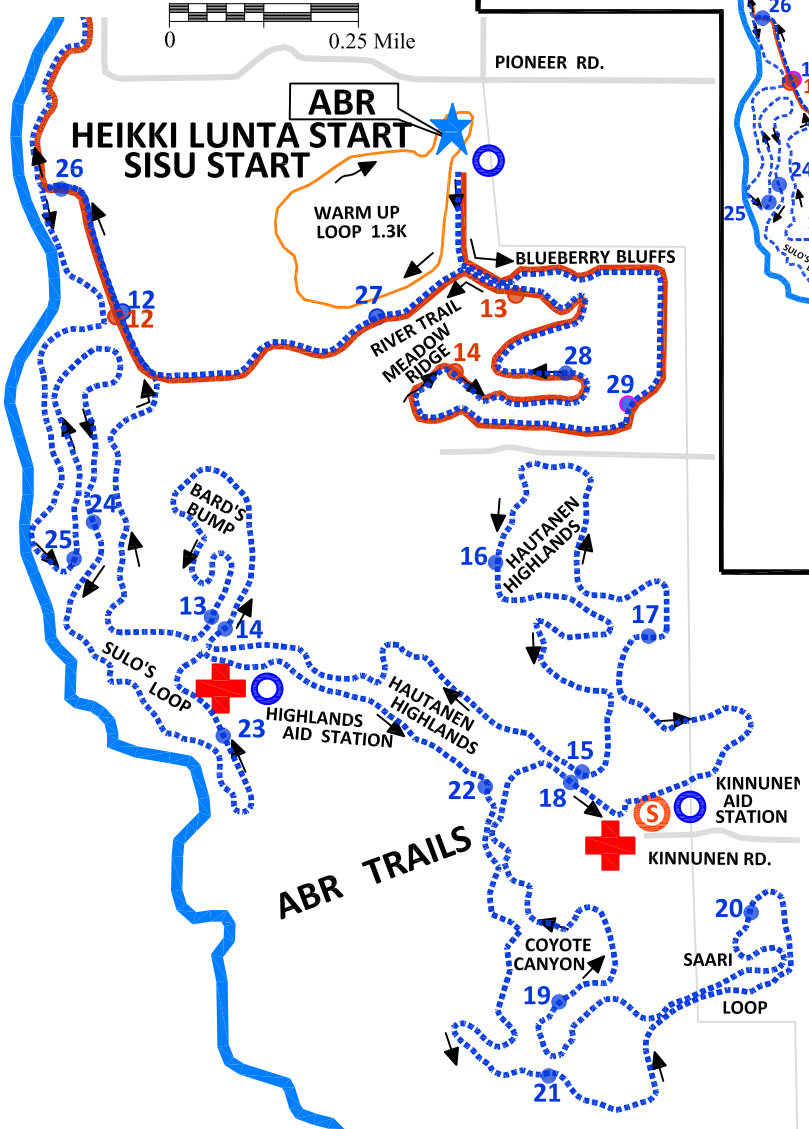 0
0.25 Mile
26
PIONEER RD.
ABR
HEIKKI LUNTA START
SISU START
26
WARM UP
LOOP 1.3K
24
25
BLUEBERRY BLUFFS
12
12
27
13
RIVER TRAIL
MEADOW
RIDGE
14
28
29
BARD'S
BUMP
24
25
16
HAUTANEN
HIGHLANDS
13
14
17
SULO'S
LOOP
HAUTANEN
HIGHLANDS
HIGHLANDS
AID STATION
23
15
22
18
KINNUNEN
AID
STATION
S
KINNUNEN RD.
ABR TRAILS
20
COYOTE
CANYON
SAARI
LOOP
19
21